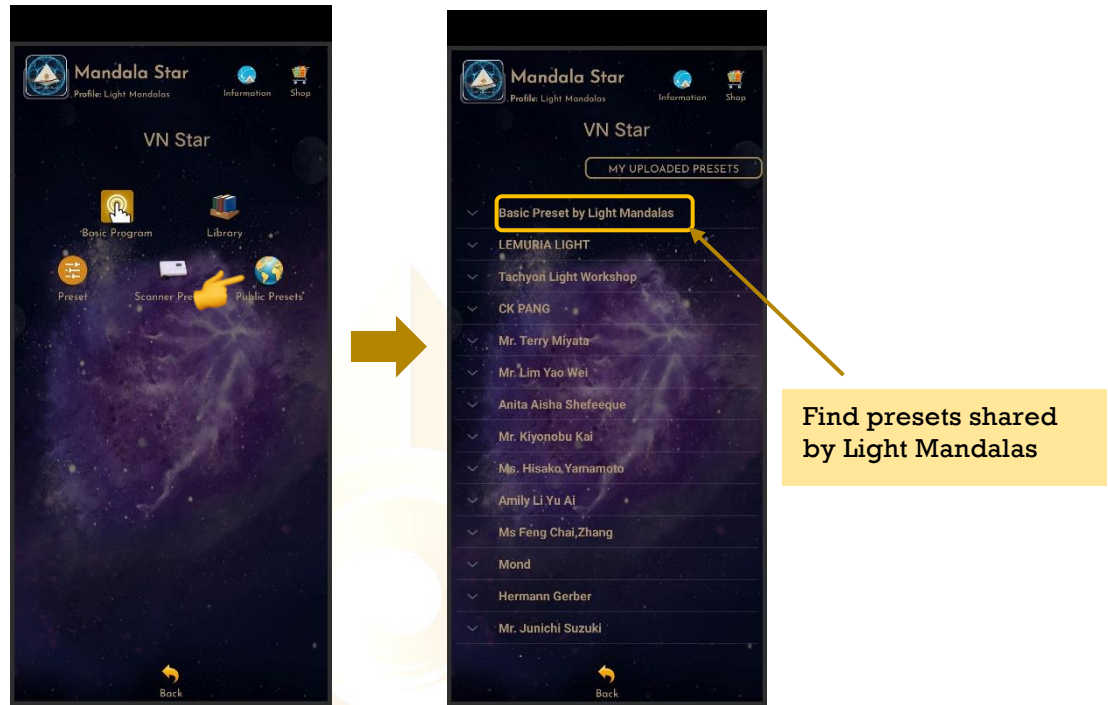 Mandala Star
Profile: Light Mandalas
Information
Shop
VN Star
Basic Program
Library
Preset
Scanner Pre
Public Presets
Back
Mandala Star
Profile: Light Mandalas
Information
Shop
VN Star
MY UPLOADED PRESETS
Basic Preset by Light Mandalas
LEMURIA LIGHT
Tachyon Light Workshop
CK PANG
Mr. Terry Miyata
Mr. Lim Yao Wei
Anita Aisha Shefeeque
Mr. Kiyonobu Kai
Ms. Hisako,Yamamoto
Amily Li Yu Ai
Ms Feng Chai,Zhang
Mond
Hermann Gerber
Mr. Junichi Suzuki
Back
Find presets shared
by Light Mandalas